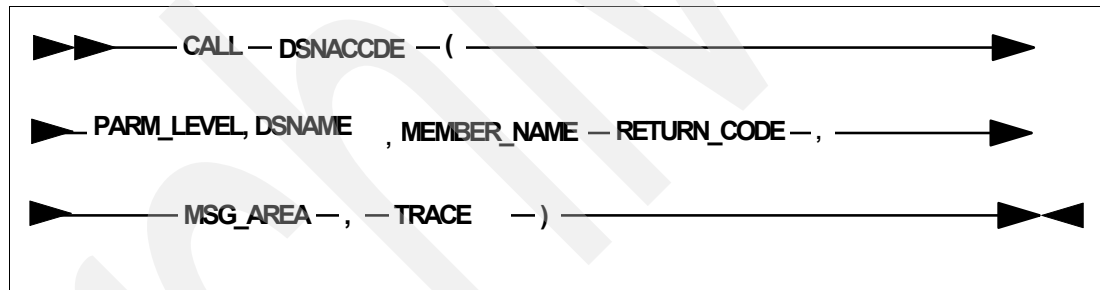 CALL — DSNACCDE — (
PARM_LEVEL, DSNAME , MEMBER_NAME — RETURN_CODE — ,
MSG_AREA — , — TRACE — )